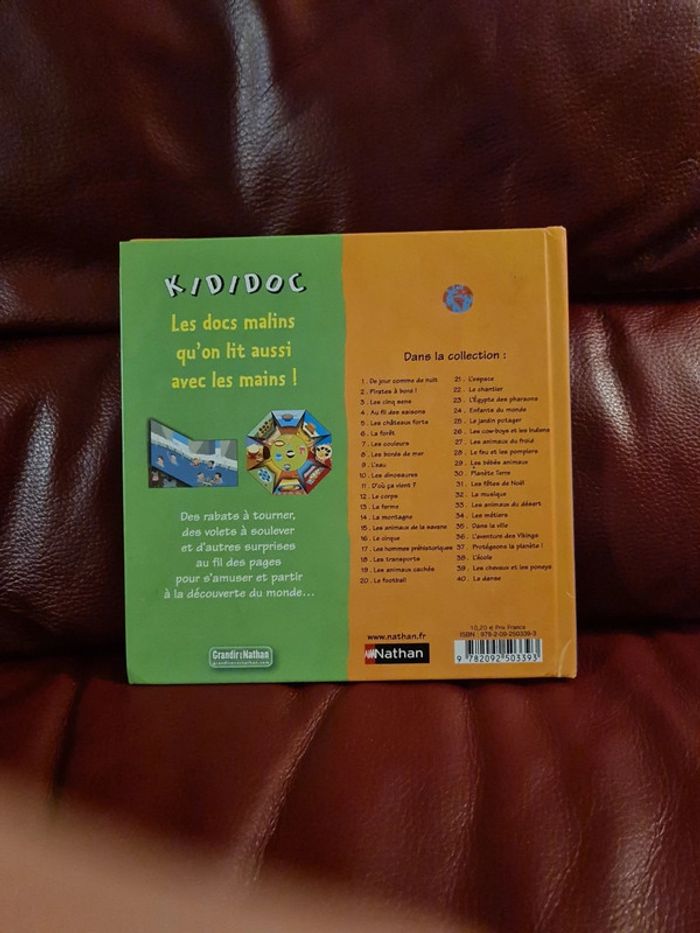 KIDIDOC
Les docs malins
qu'on lit aussi
avec les mains !
Des rabats à tourner,
des volets à soulever
et d'autres surprises
au fil des pages
pour s'amuser et partir
à la découverte du monde...
Grandir avec Nathan
grandiravecnathan.com
Dans la collection :
1 . De jour comme de nuit
2 . Pirates à bord !
3 . Les cinq sens
4 . Au fil des saisons
5 . Les châteaux forts
6 . La forêt
7 . Les couleurs
8 . Les bords de mer
9 . L'eau
10 . Les dinosaures
11 . D'où ça vient ?
12 . Le corps
13 . La ferme
14 . La montagne
15 . Les animaux de la savane
16 . Le cirque
17 . Les hommes préhistoriques
18 . Les transports
19 . Les animaux cachés
20 . Le football
21 . L'espace
22 . Le chantier
23 . L'Égypte des pharaons
24 . Enfants du monde
25 . Le jardin potager
26 . Les cow-boys et les Indiens
27 . Les animaux du froid
28 . Le feu et les pompiers
29 . Les bébés animaux
30 . Planète Terre
31 . Les fêtes de Noël
32 . La musique
33 . Les animaux du désert
34 . Les métiers
35 . Dans la ville
36 . L'aventure des Vikings
37 . Protégeons la planète !
38 . L'école
39 . Les chevaux et les poneys
40 . La danse
www.nathan.fr
Nathan
10,20 € Prix France
ISBN : 978-2-09-250339-3
9 782092 503393